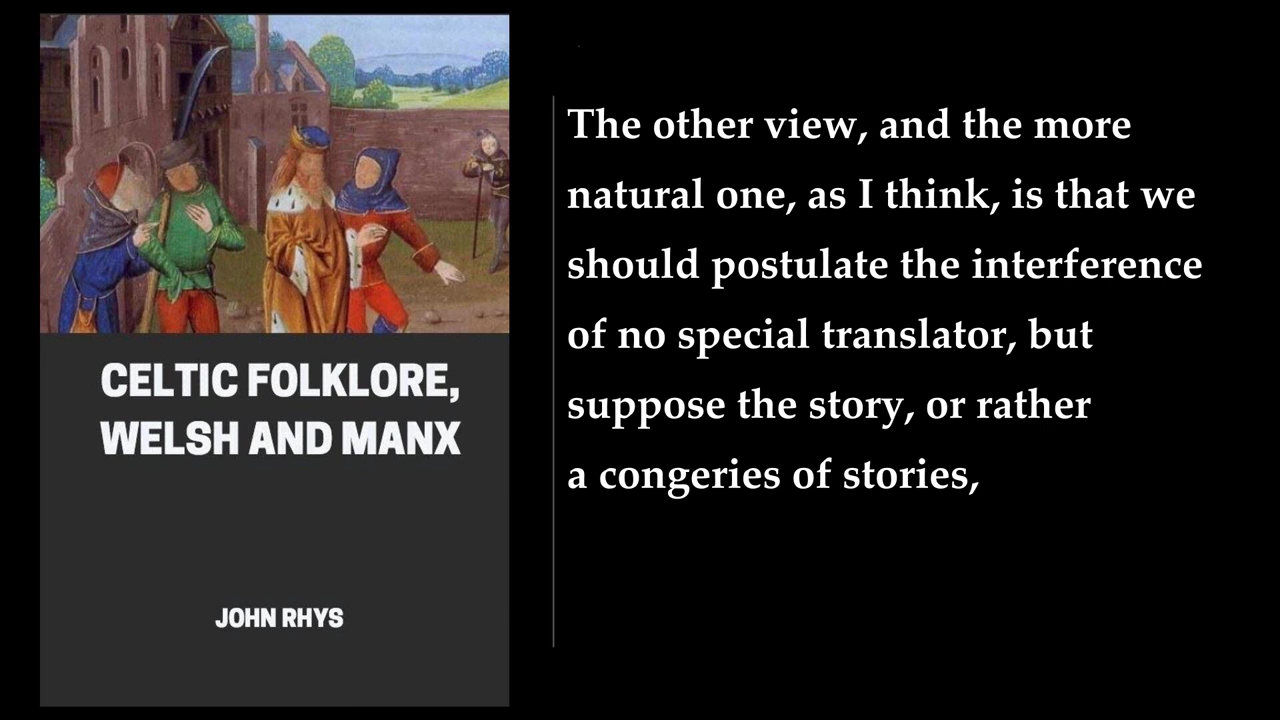 CELTIC FOLKLORE,
WELSH AND MANX
JOHN RHYS
The other view, and the more
natural one, as I think, is that we
should postulate the interference
of no special translator, but
suppose the story, or rather
a congeries of stories,